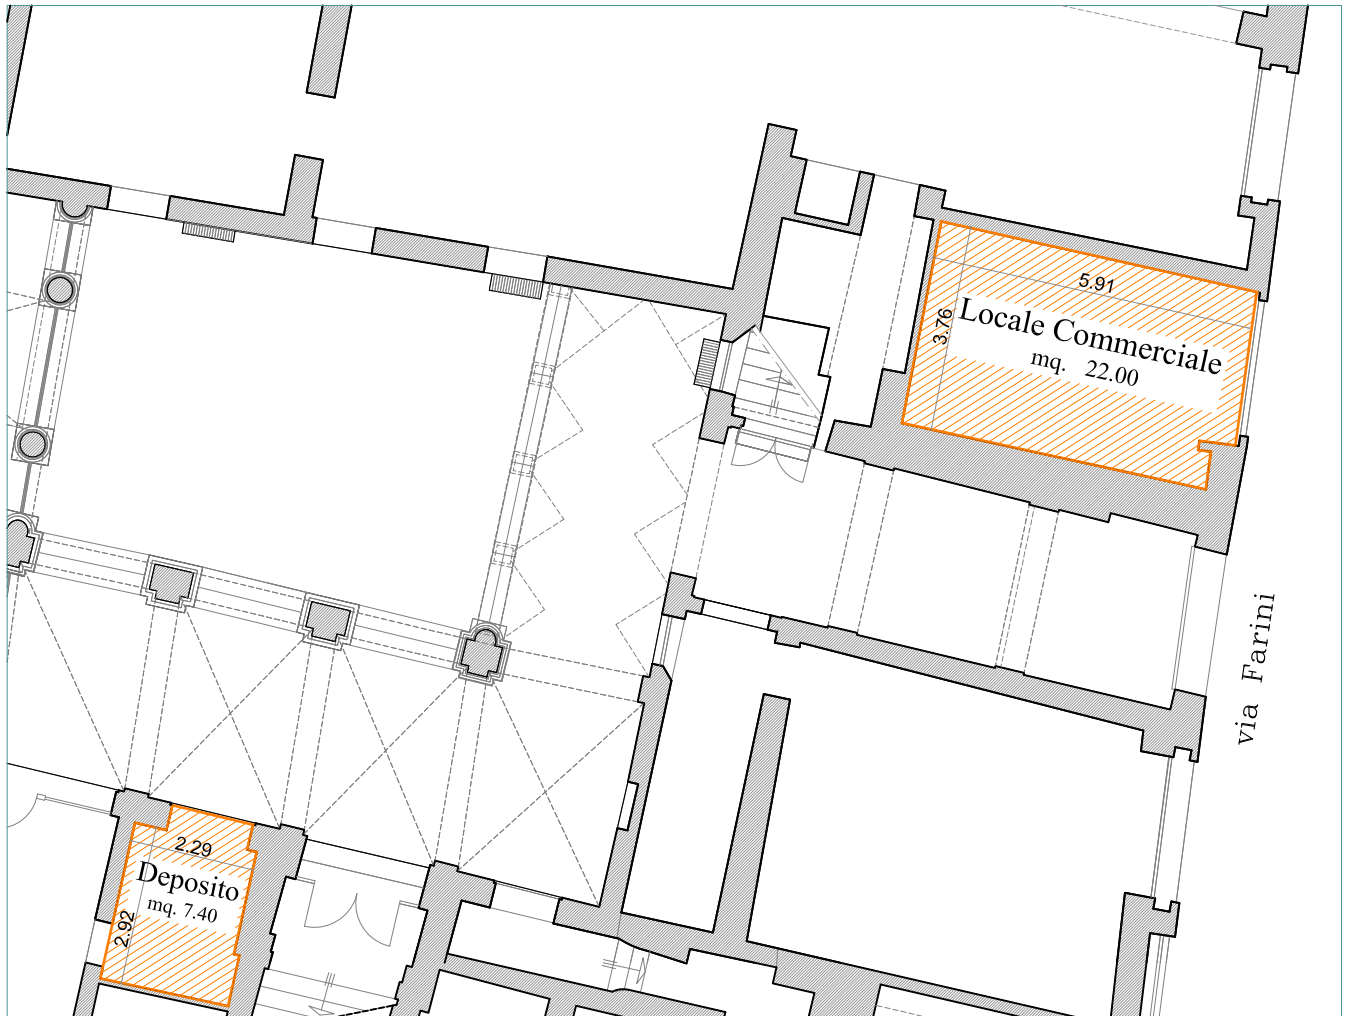 5.91
3.76
Locale Commerciale
mq. 22.00
via Farini
2.29
Deposito
mq. 7.40
2.92